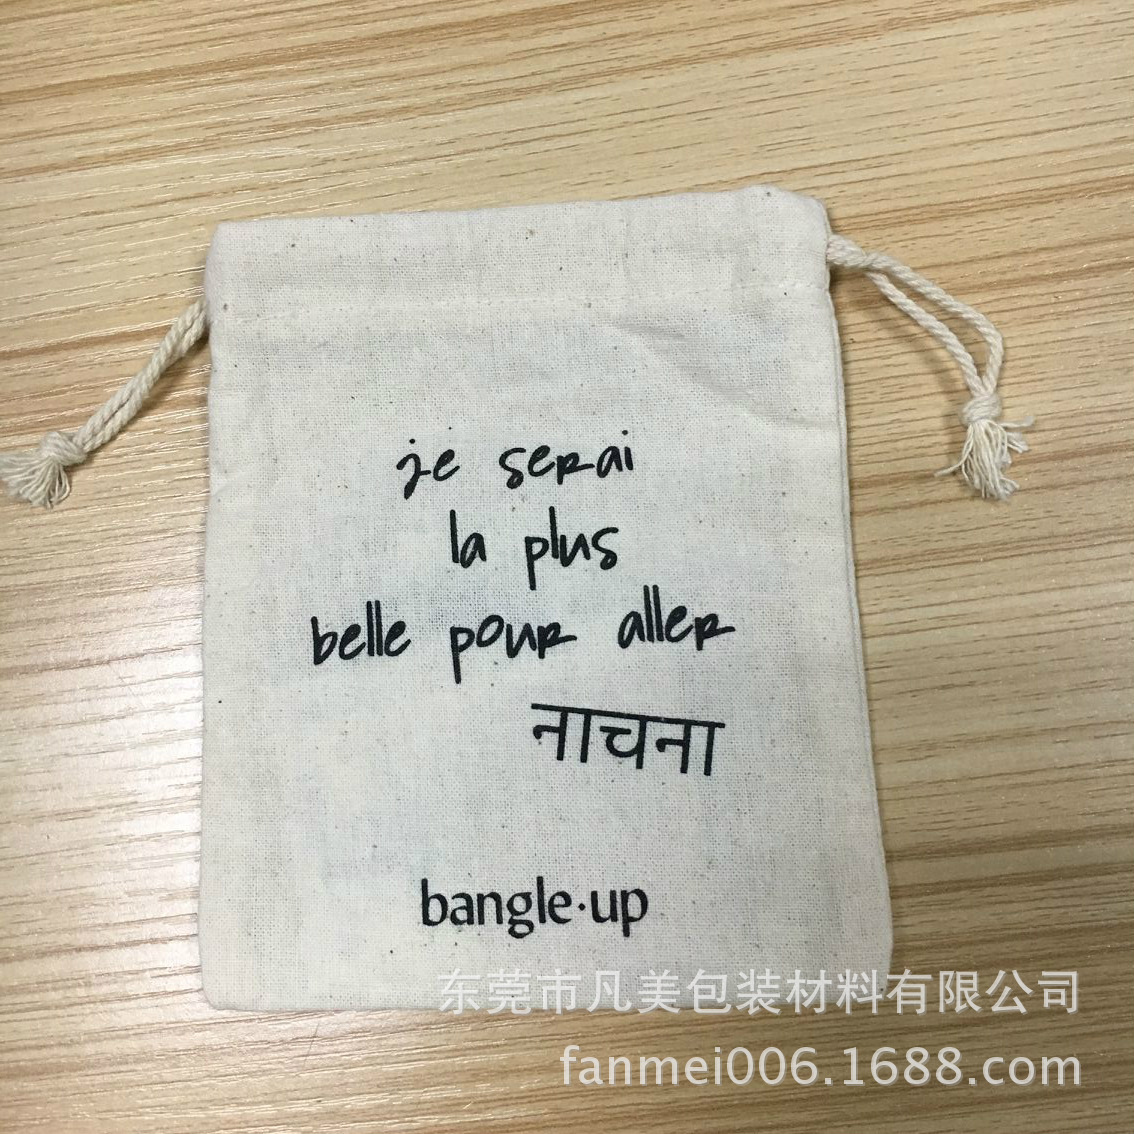 je serai
la plus
belle pour aller
नाचना
bangle·up
东莞市凡美包装材料有限公司
fanmei006.1688.com